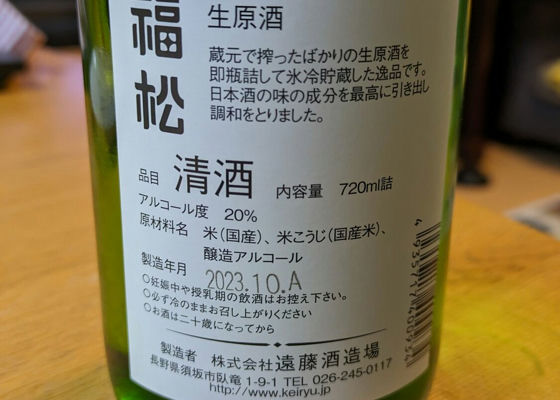 福松
生原酒
蔵元で搾ったばかりの生原酒を
即瓶詰して氷冷貯蔵した逸品です。
日本酒の味の成分を最高に引き出し
調和をとりました。
品目 清酒 内容量 720ml詰
アルコール度 20%
原材料名 米(国産)、米こうじ(国産米)、
醸造アルコール
製造年月 2023.10.A
○妊娠中や授乳期の飲酒はお控え下さい。
○必ず冷のままお召し上がりください
○お酒は二十歳になってから
製造者 株式会社遠藤酒造場
長野県須坂市臥竜 1-9-1 TEL 026-245-0117
http://www.keiryu.jp